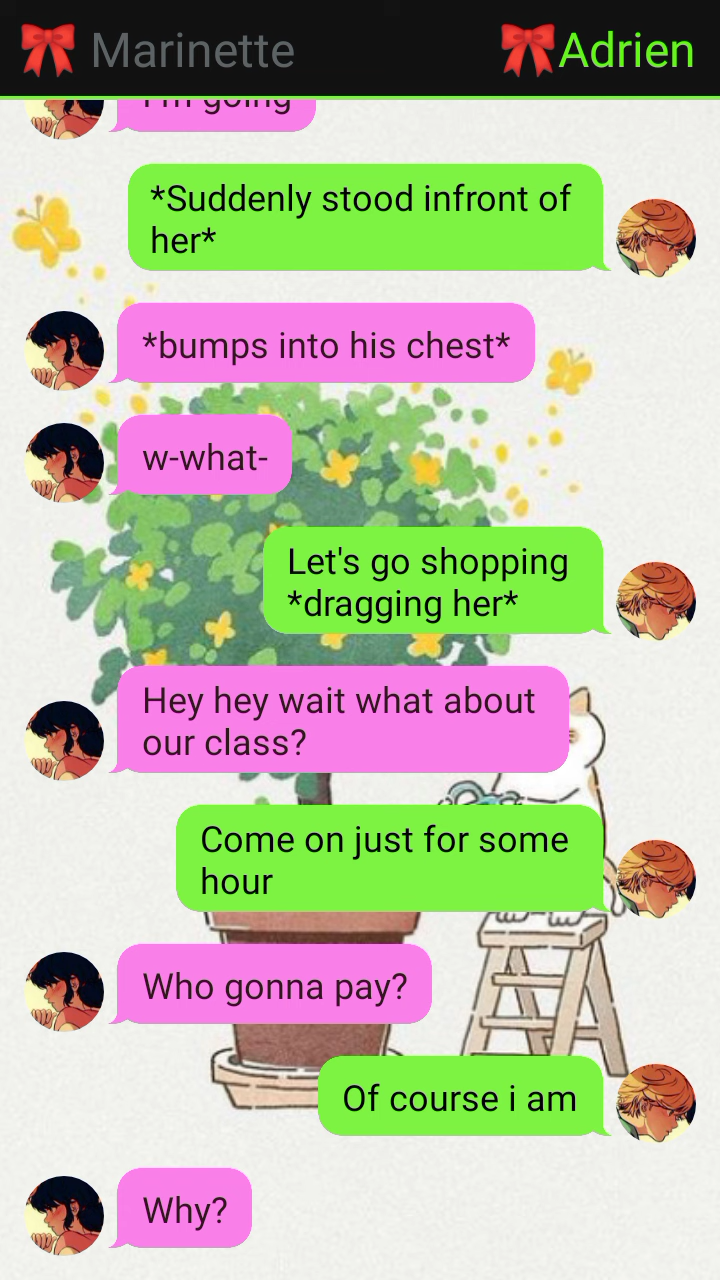 🎀 Marinette
🎀Adrien
I'm going
*Suddenly stood infront of
her*
*bumps into his chest*
w-what-
Let's go shopping
*dragging her*
Hey hey wait what about
our class?
Come on just for some
hour
Who gonna pay?
Of course i am
Why?